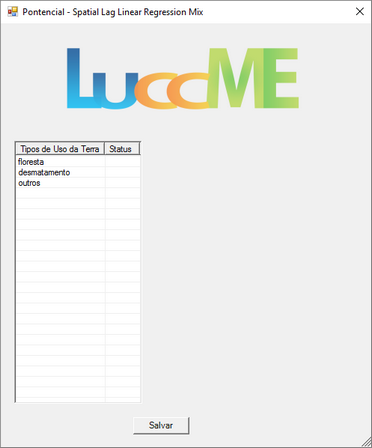 Pontencial - Spatial Lag Linear Regression Mix
LuccME
Tipos de Uso da Terra Status
floresta
desmatamento
outros
Salvar